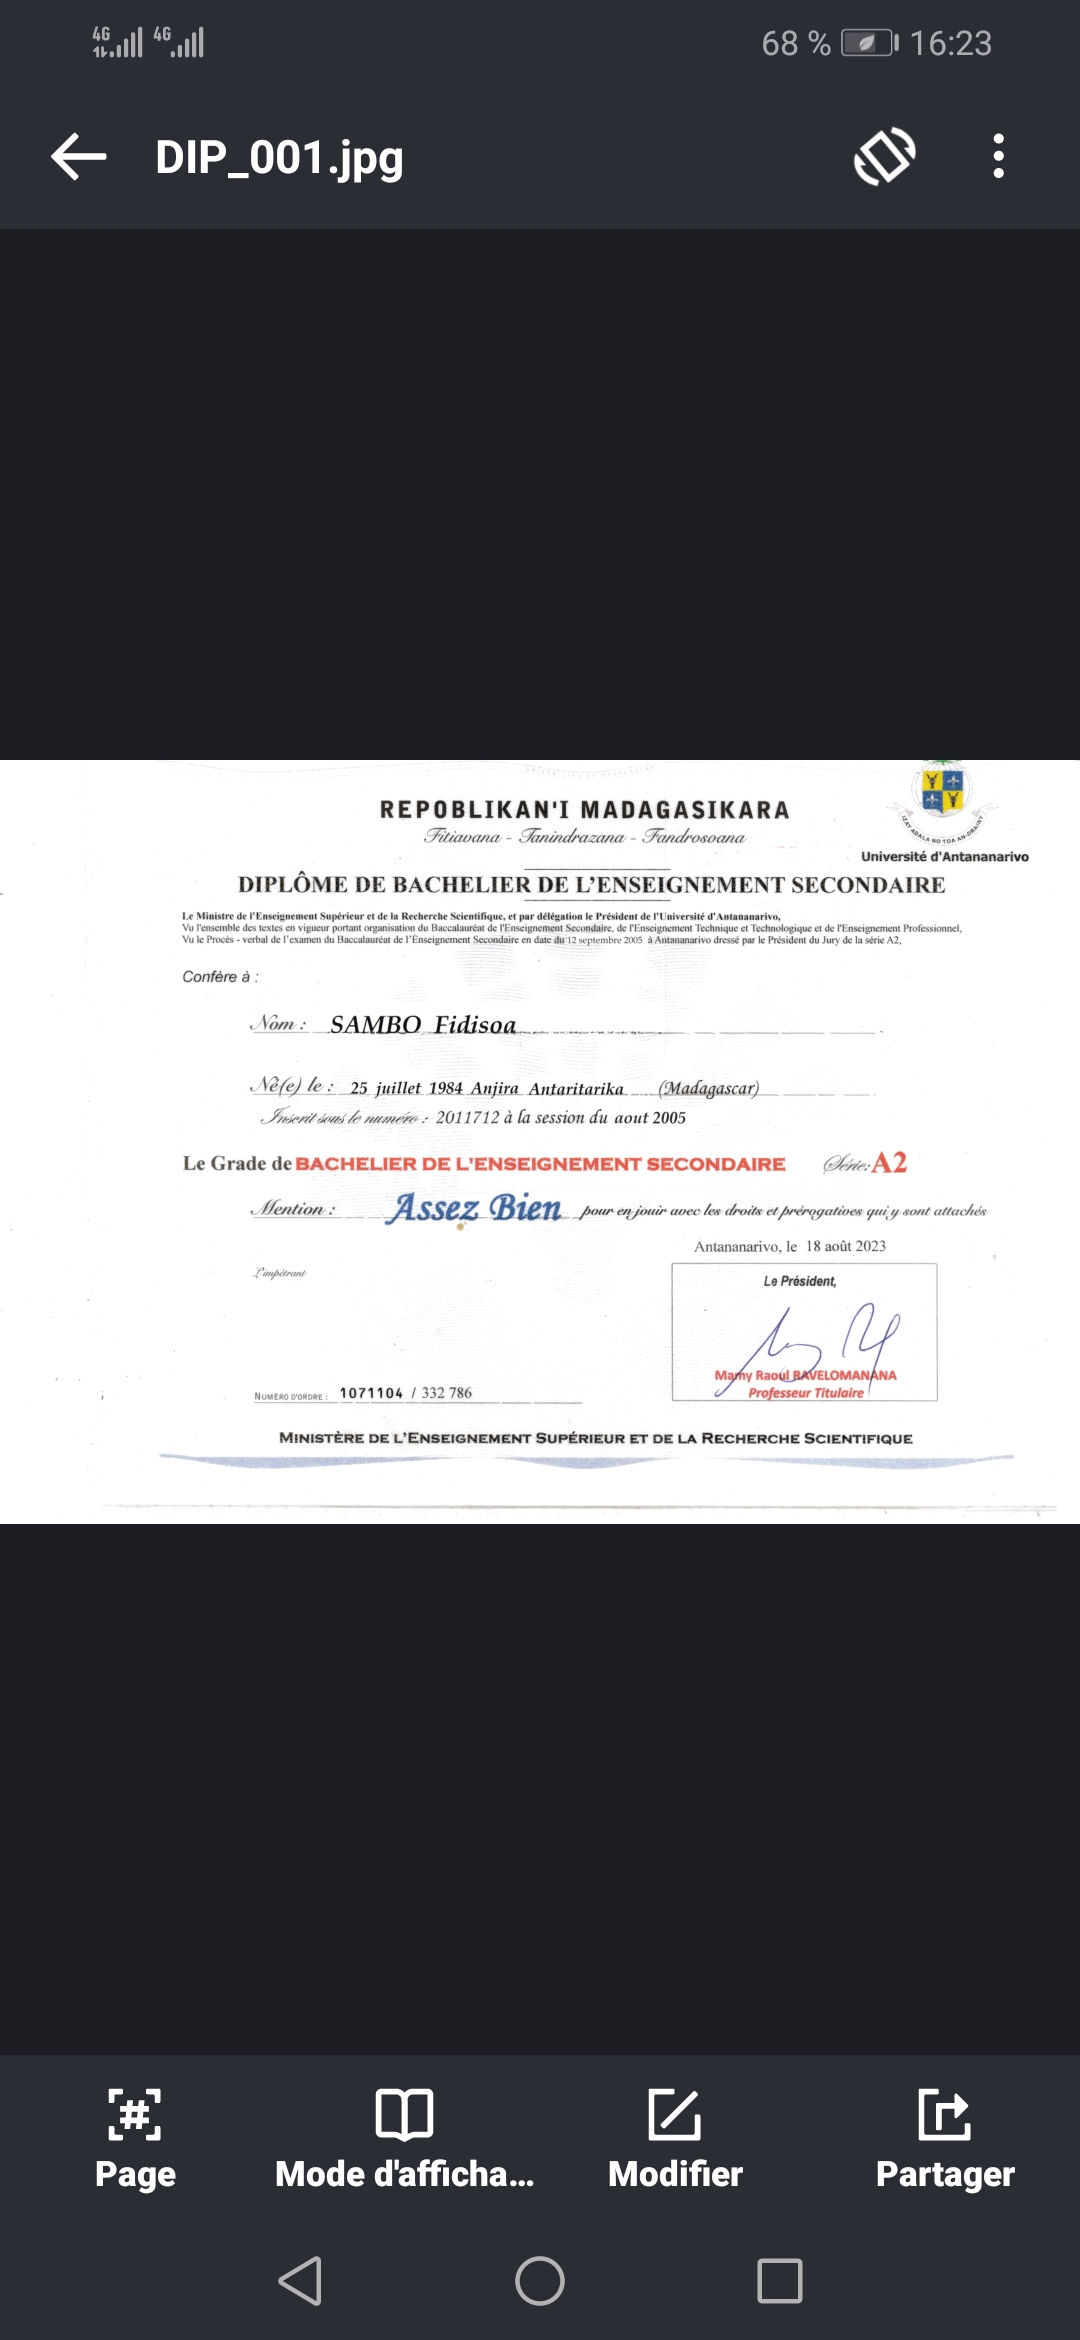 4G 4G 68 % 16:23
DIP_001.jpg
REPOBLIKAN'I MADAGASIKARA
Fitiavana - Tanindrazana - Fandrosoana
IZAY ADALA NO TOA AN-DRAINY
Université d'Antananarivo
DIPLÔME DE BACHELIER DE L'ENSEIGNEMENT SECONDAIRE
Le Ministre de l'Enseignement Supérieur et de la Recherche Scientifique, et par délégation le Président de l'Université d'Antananarivo,
Vu l'ensemble des textes en vigueur portant organisation du Baccalauréat de l'Enseignement Secondaire, de l'Enseignement Technique et Technologique et de l'Enseignement Professionnel,
Vu le Procès - verbal de l'examen du Baccalauréat de l'Enseignement Secondaire en date du 12 septembre 2005 à Antananarivo dressé par le Président du Jury de la série A2,
Confère à :
Nom : SAMBO Fidisoa
Né(e) le : 25 juillet 1984 Anjira Antaritarika (Madagascar)
Inscrit sous le numéro : 2011712 à la session du aout 2005
Le Grade de BACHELIER DE L'ENSEIGNEMENT SECONDAIRE Série: A2
Mention : Assez Bien pour en jouir avec les droits et prérogatives qui y sont attachés
Antananarivo, le 18 août 2023
L'impétrant
Le Président,
Mamy Raoul RAVELOMANANA
Professeur Titulaire
NUMÉRO D'ORDRE : 1071104 / 332 786
MINISTÈRE DE L'ENSEIGNEMENT SUPÉRIEUR ET DE LA RECHERCHE SCIENTIFIQUE
Page Mode d'afficha... Modifier Partager